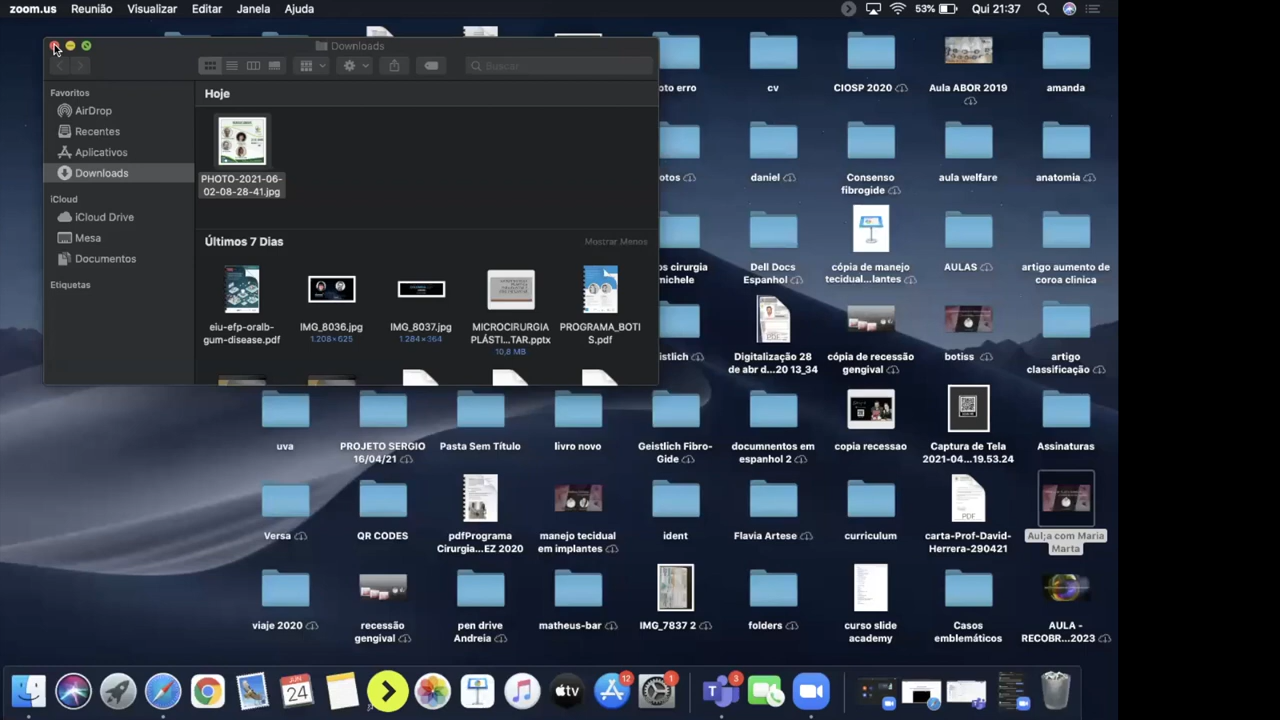 zoom.us Reunião Visualizar Editar Janela Ajuda 53% Qui 21:37
Downloads
Buscar
Favoritos
AirDrop
Recentes
Aplicativos
Downloads
iCloud
iCloud Drive
Mesa
Documentos
Etiquetas
Hoje
PHOTO-2021-06-
02-08-28-41.jpg
Últimos 7 Dias Mostrar Menos
eiu-efp-oralb-
gum-disease.pdf
IMG_8036.jpg
1.208×625
IMG_8037.jpg
1.284×364
MICROCIRURGIA
PLÁSTI...TAR.pptx
10,8 MB
PROGRAMA_BOTI
S.pdf
oto erro
cv
CIOSP 2020
Aula ABOR 2019
amanda
otos
daniel
Consenso
fibrogide
aula welfare
anatomia
os cirurgia
michele
Dell Docs
Espanhol
cópia de manejo
tecidual...lantes
AULAS
artigo aumento de
coroa clinica
eistlich
Digitalização 28
de abr d...20 13_34
cópia de recessão
gengival
botiss
artigo
classificação
uva
PROJETO SERGIO
16/04/21
Pasta Sem Título
livro novo
Geistlich Fibro-
Gide
documnentos em
espanhol 2
copia recessao
Captura de Tela
2021-04...19.53.24
Assinaturas
Versa
QR CODES
pdfPrograma
Cirurgia...EZ 2020
manejo tecidual
em implantes
ident
Flavia Artese
curriculum
PDF
carta-Prof-David-
Herrera-290421
Aul;a com Maria
Marta
viaje 2020
recessão
gengival
pen drive
Andreia
matheus-bar
IMG_7837 2
folders
curso slide
academy
Casos
emblemáticos
AULA -
RECOBR...2023
JUN
24
tv
12
1
3